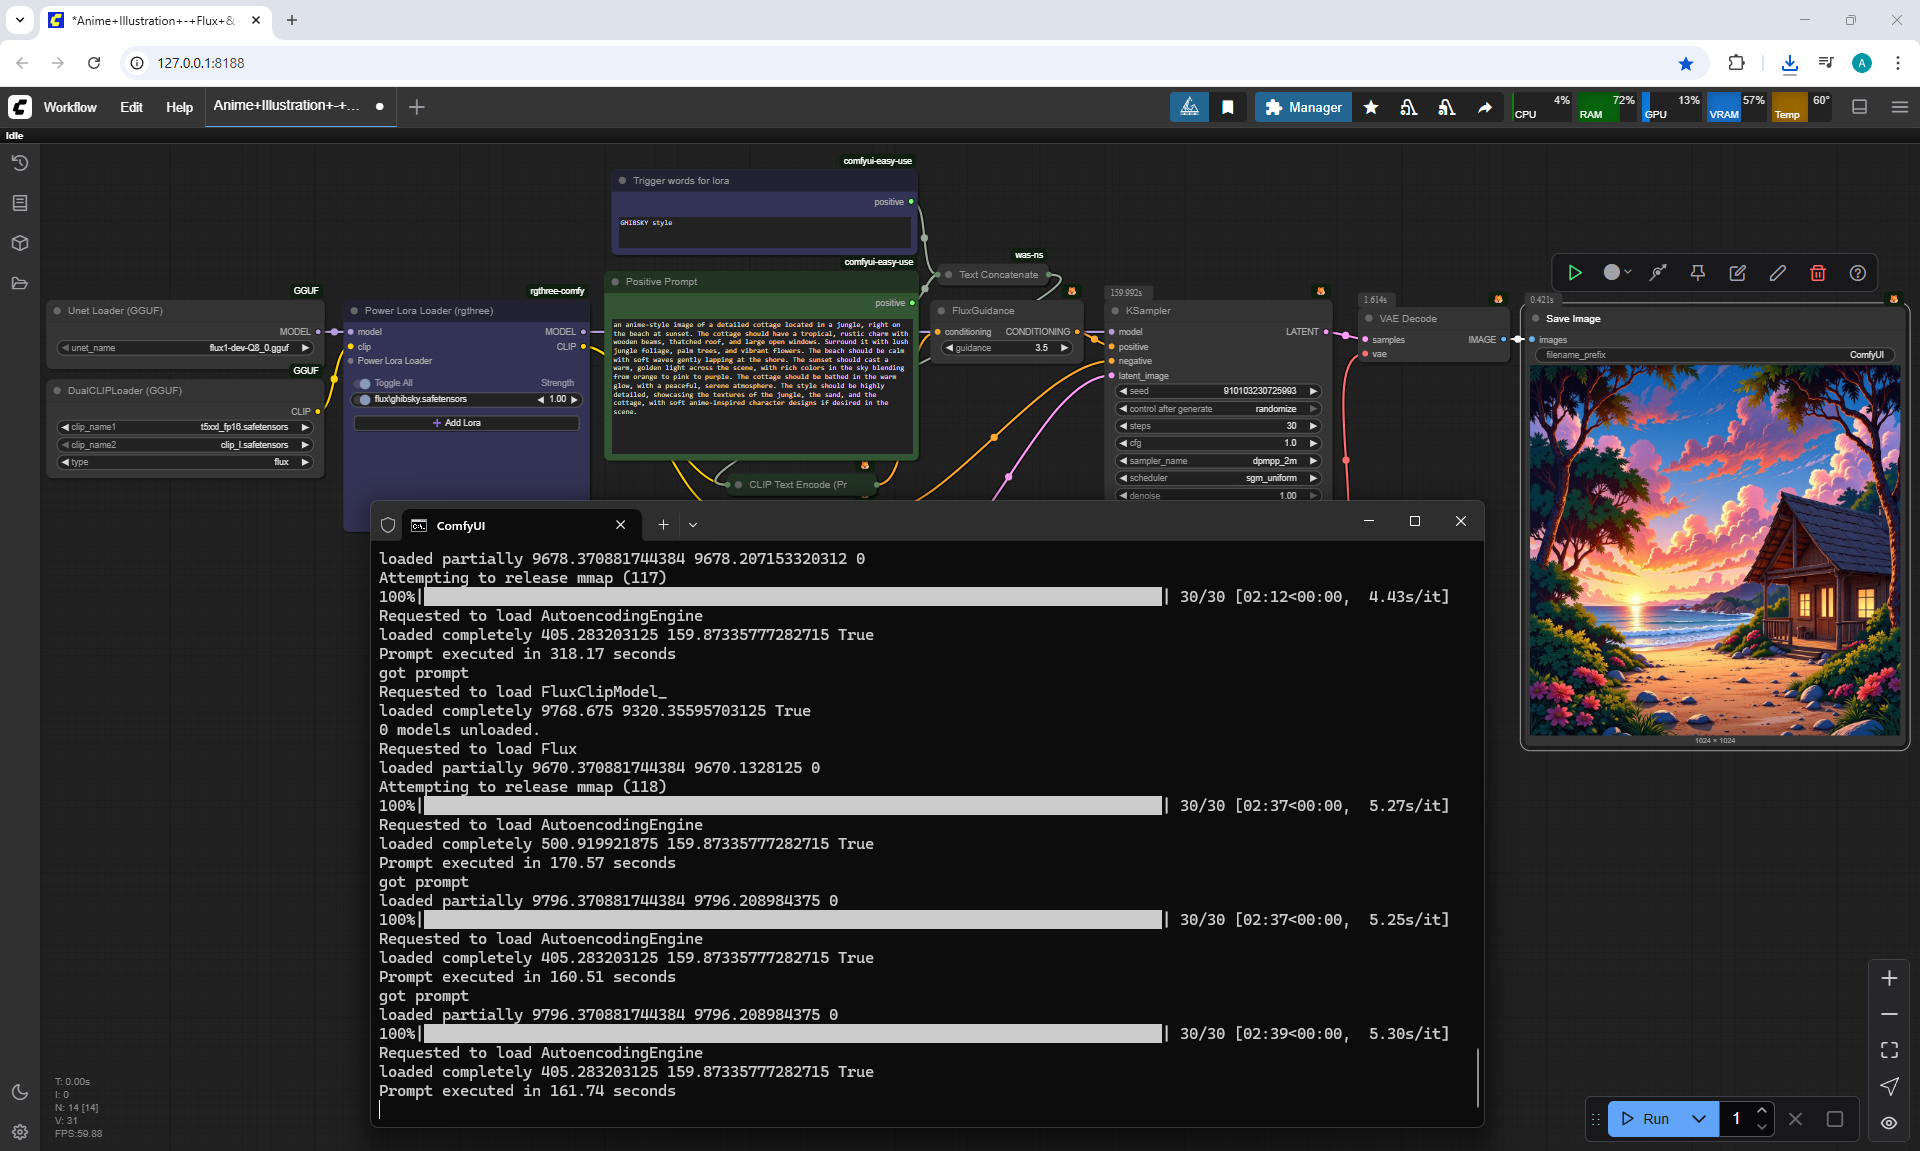 *Anime+Illustration+-+Flux+&
127.0.0.1:8188
Workflow
Edit
Help
Anime+Illustration+-+...
Manager
CPU 4%
RAM 72%
GPU 13%
VRAM 57%
Temp 60°
Idle
comfyui-easy-use
Trigger words for lora
positive
GHIBSKY style
comfyui-easy-use
Positive Prompt
positive
an anime-style image of a detailed cottage located in a jungle, right on
the beach at sunset. The cottage should have a tropical, rustic charm with
wooden beams, thatched roof, and large open windows. Surround it with lush
jungle foliage, palm trees, and vibrant flowers. The beach should be calm
with soft waves gently lapping at the shore. The sunset should cast a
warm, golden light across the scene, with rich colors in the sky blending
from orange to pink to purple. The cottage should be bathed in the warm
glow, with a peaceful, serene atmosphere. The style should be highly
detailed, showcasing the textures of the jungle, the sand, and the
cottage, with soft anime-inspired character designs if desired in the
scene.
GGUF
Unet Loader (GGUF)
MODEL
unet_name flux1-dev-Q8_0.gguf
GGUF
DualCLIPLoader (GGUF)
CLIP
clip_name1 t5xxl_fp16.safetensors
clip_name2 clip_l.safetensors
type flux
rgthree-comfy
Power Lora Loader (rgthree)
model MODEL
clip CLIP
Power Lora Loader
Toggle All Strength
flux\ghibsky.safetensors 1.00
+ Add Lora
was-ns
Text Concatenate
FluxGuidance
conditioning CONDITIONING
guidance 3.5
CLIP Text Encode (Pr
159.992s
KSampler
model LATENT
positive
negative
latent_image
seed 910103230725993
control after generate randomize
steps 30
cfg 1.0
sampler_name dpmpp_2m
scheduler sgm_uniform
denoise 1.00
1.614s
VAE Decode
samples IMAGE
vae
0.421s
Save Image
images
filename_prefix ComfyUI
1024 × 1024
ComfyUI
loaded partially 9678.370881744384 9678.207153320312 0
Attempting to release mmap (117)
100%| | 30/30 [02:12<00:00, 4.43s/it]
Requested to load AutoencodingEngine
loaded completely 405.283203125 159.87335777282715 True
Prompt executed in 318.17 seconds
got prompt
Requested to load FluxClipModel_
loaded completely 9768.675 9320.35595703125 True
0 models unloaded.
Requested to load Flux
loaded partially 9670.370881744384 9670.1328125 0
Attempting to release mmap (118)
100%| | 30/30 [02:37<00:00, 5.27s/it]
Requested to load AutoencodingEngine
loaded completely 500.919921875 159.87335777282715 True
Prompt executed in 170.57 seconds
got prompt
loaded partially 9796.370881744384 9796.208984375 0
100%| | 30/30 [02:37<00:00, 5.25s/it]
Requested to load AutoencodingEngine
loaded completely 405.283203125 159.87335777282715 True
Prompt executed in 160.51 seconds
got prompt
loaded partially 9796.370881744384 9796.208984375 0
100%| | 30/30 [02:39<00:00, 5.30s/it]
Requested to load AutoencodingEngine
loaded completely 405.283203125 159.87335777282715 True
Prompt executed in 161.74 seconds
T: 0.00s
I: 0
N: 14 [14]
V: 31
FPS:59.88
Run
1